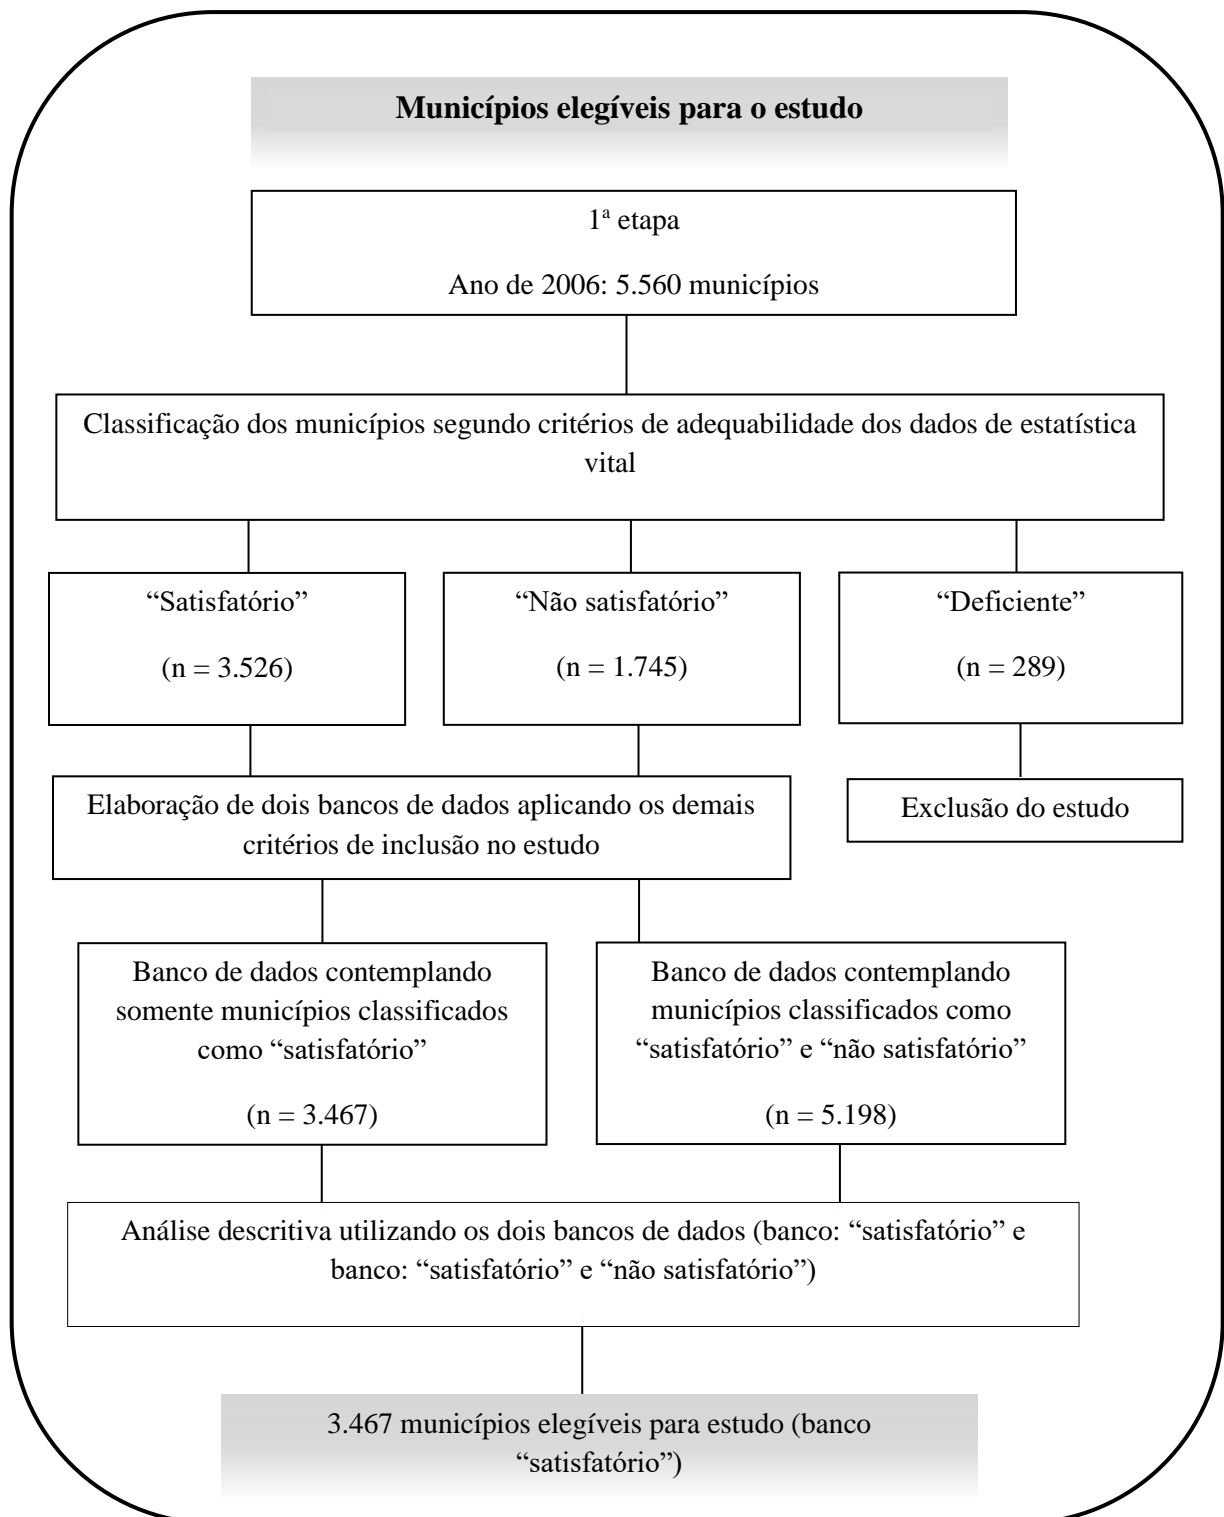 Municípios elegíveis para o estudo
1ª etapa
Ano de 2006: 5.560 municípios
Classificação dos municípios segundo critérios de adequabilidade dos dados de estatística
vital
“Satisfatório”
(n = 3.526)
“Não satisfatório”
(n = 1.745)
“Deficiente”
(n = 289)
Elaboração de dois bancos de dados aplicando os demais
critérios de inclusão no estudo
Exclusão do estudo
Banco de dados contemplando
somente municípios classificados
como “satisfatório”
(n = 3.467)
Banco de dados contemplando
municípios classificados como
“satisfatório” e “não satisfatório”
(n = 5.198)
Análise descritiva utilizando os dois bancos de dados (banco: “satisfatório” e
banco: “satisfatório” e “não satisfatório”)
3.467 municípios elegíveis para estudo (banco
“satisfatório”)